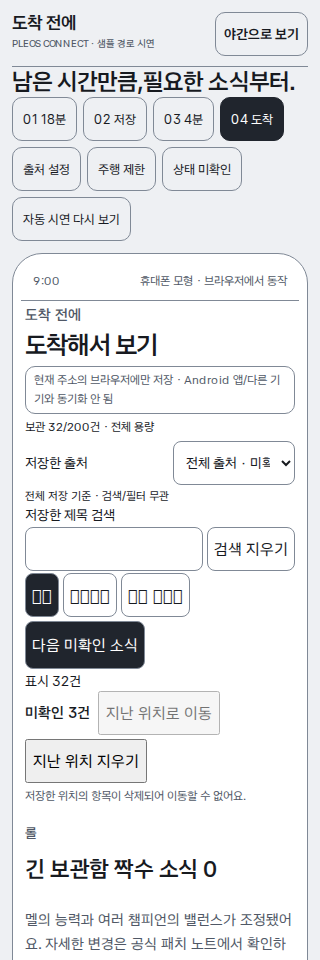 도착 전에
PLEOS CONNECT · 샘플 경로 시연
야간으로 보기
남은 시간만큼,필요한 소식부터.
01 18분
02 저장
03 4분
04 도착
출처 설정
주행 제한
상태 미확인
자동 시연 다시 보기
9:00
휴대폰 모형 · 브라우저에서 동작
도착 전에
도착해서 보기
현재 주소의 브라우저에만 저장 · Android 앱/다른 기
기와 동기화 안 됨
보관 32/200건 · 전체 용량
저장한 출처
전체 출처 · 미확
전체 저장 기준 · 검색/필터 무관
저장한 제목 검색
검색 지우기
다음 미확인 소식
표시 32건
미확인 3건
지난 위치로 이동
지난 위치 지우기
저장한 위치의 항목이 삭제되어 이동할 수 없어요.
롤
긴 보관함 짝수 소식 0
멜의 능력과 여러 챔피언의 밸런스가 조정됐어
요. 자세한 변경은 공식 패치 노트에서 확인하